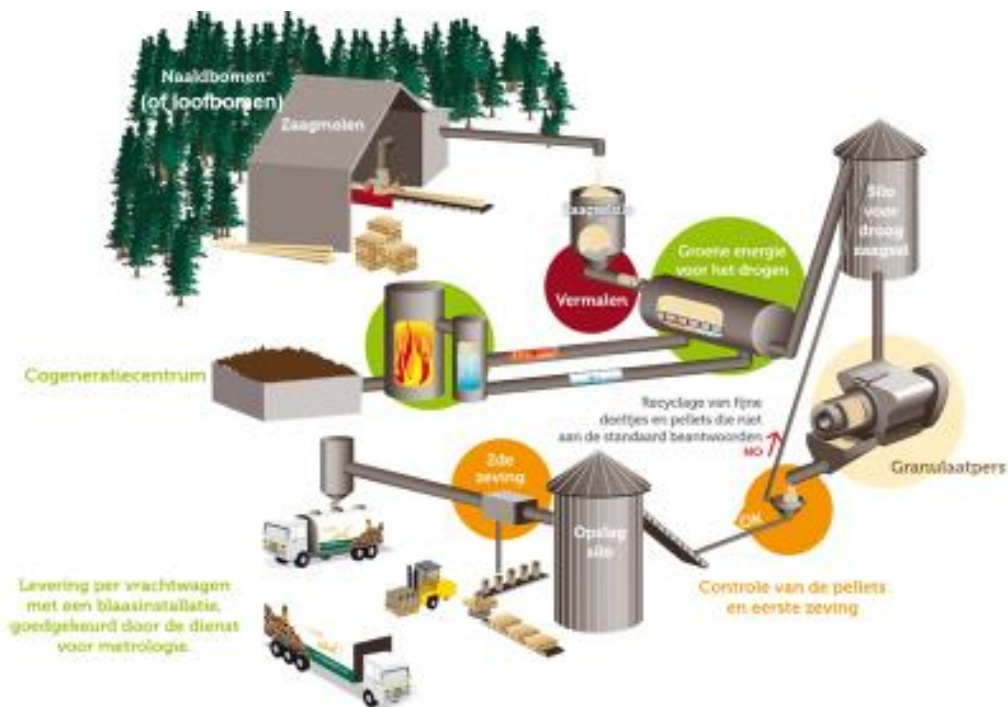 Naaldbomen
(of loofbomen)
Zaagmolen
Silo
voor
droog
zaagsel
Groene energie
voor het drogen
Vermalen
Cogeneratiecentrum
Recyclage van fijne
deeltjes en pellets die niet
aan de standaard beantwoorden
NO
Granulaatpers
2de
zeving
OK
Opslag
silo
Controle van de pellets
en eerste zeving
Levering per vrachtwagen
met een blaasinstallatie,
goedgekeurd door de dienst
voor metrologie.